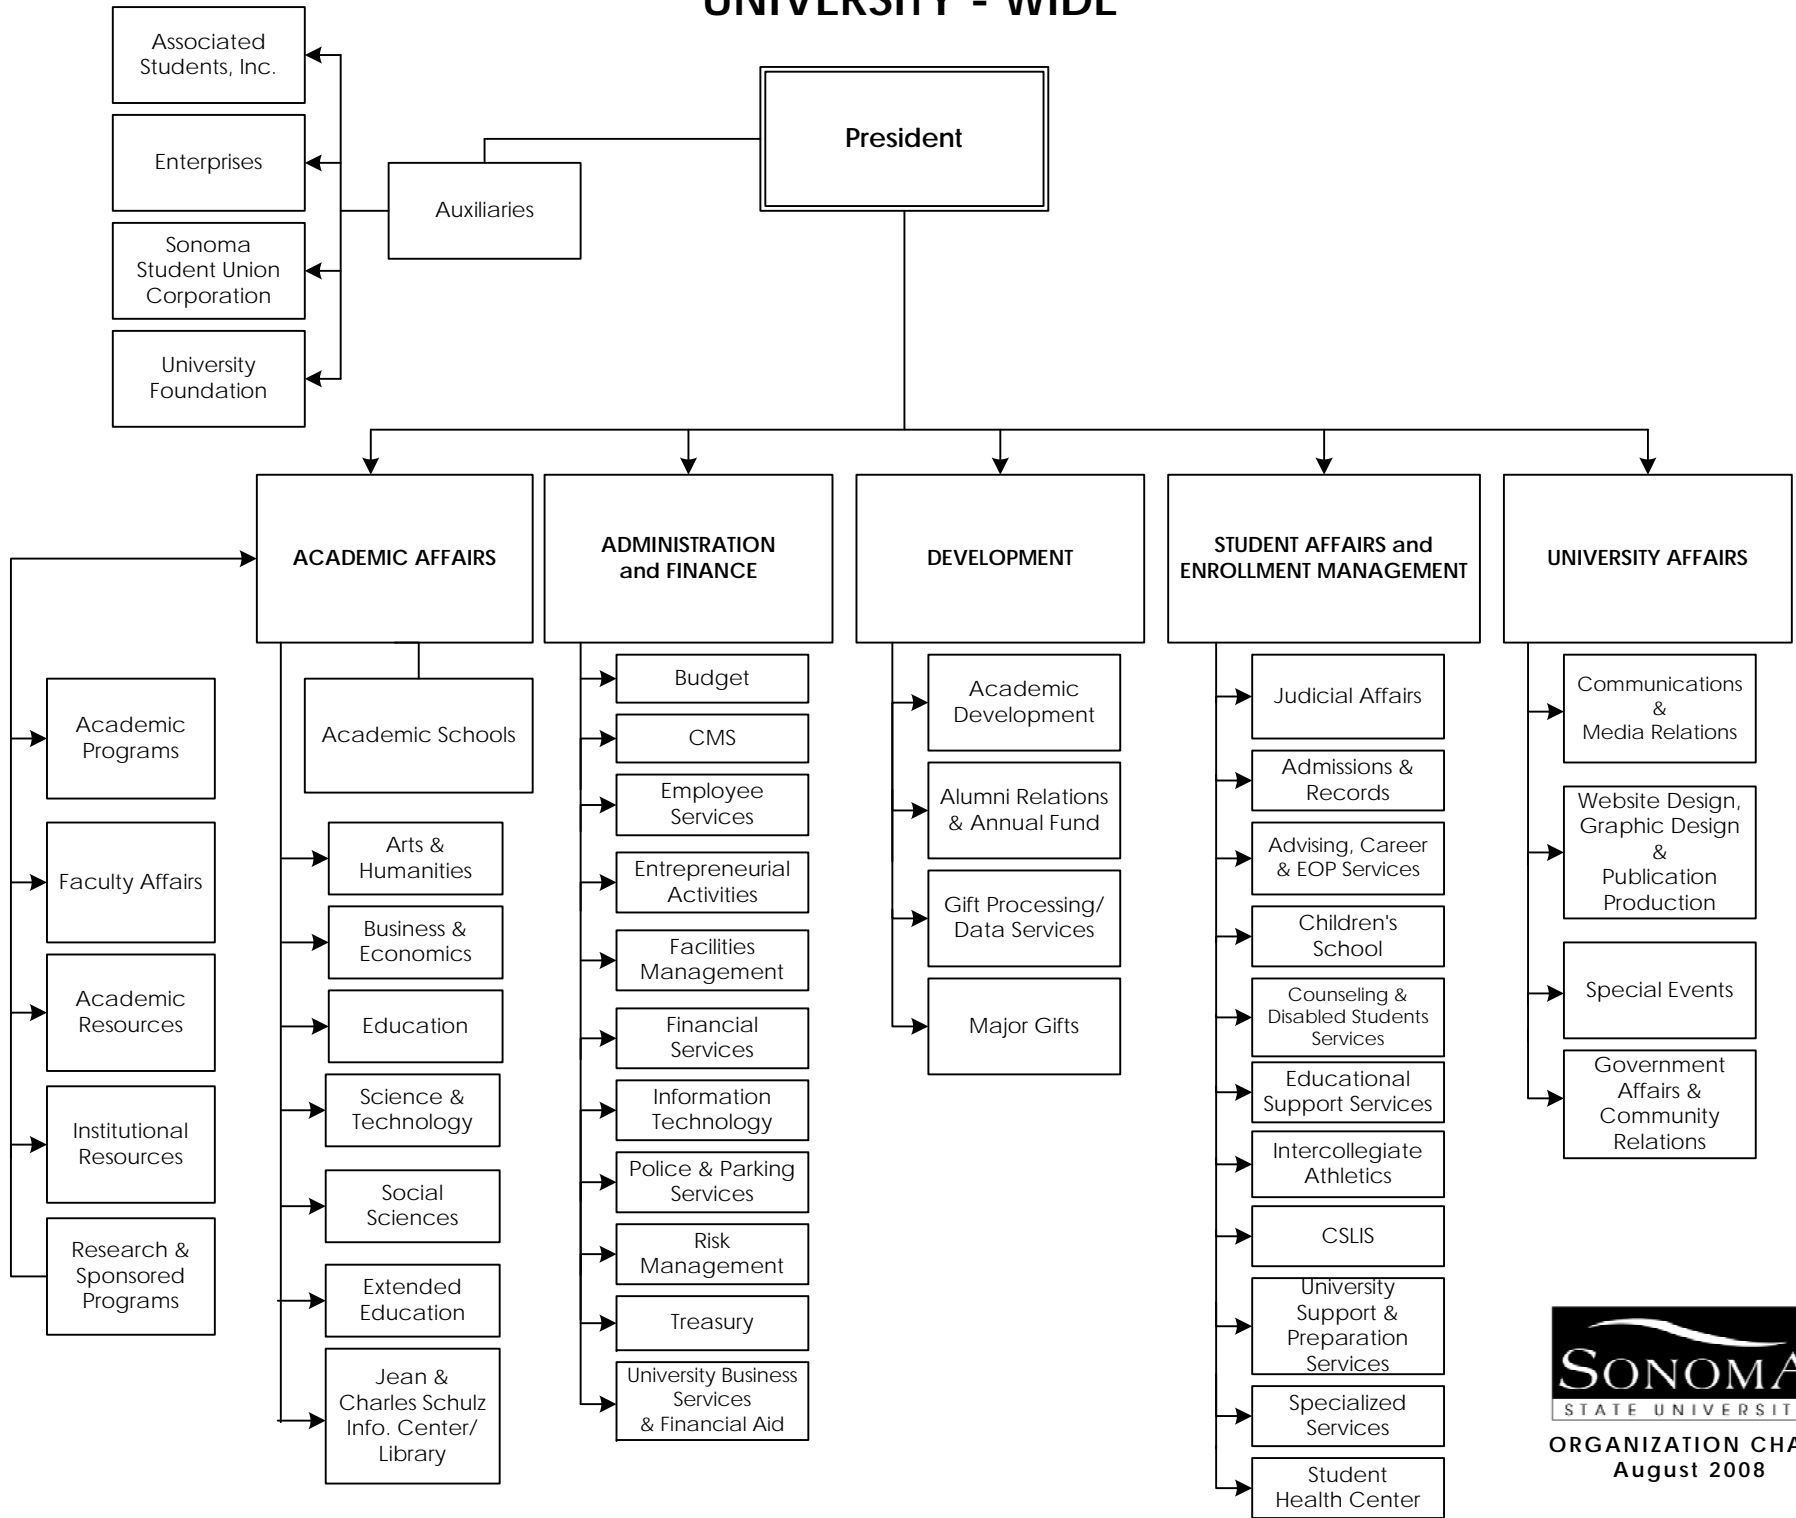 UNIVERSITY - WIDE
Associated
Students, Inc.
Enterprises
Sonoma
Student Union
Corporation
University
Foundation
Auxiliaries
President
ACADEMIC AFFAIRS
ADMINISTRATION
and FINANCE
DEVELOPMENT
STUDENT AFFAIRS and
ENROLLMENT MANAGEMENT
UNIVERSITY AFFAIRS
Academic
Programs
Faculty Affairs
Academic
Resources
Institutional
Resources
Research &
Sponsored
Programs
Academic Schools
Arts &
Humanities
Business &
Economics
Education
Science &
Technology
Social
Sciences
Extended
Education
Jean &
Charles Schulz
Info. Center/
Library
Budget
CMS
Employee
Services
Entrepreneurial
Activities
Facilities
Management
Financial
Services
Information
Technology
Police & Parking
Services
Risk
Management
Treasury
University Business
Services
& Financial Aid
Academic
Development
Alumni Relations
& Annual Fund
Gift Processing/
Data Services
Major Gifts
Judicial Affairs
Admissions &
Records
Advising, Career
& EOP Services
Children's
School
Counseling &
Disabled Students
Services
Educational
Support Services
Intercollegiate
Athletics
CSLIS
University
Support &
Preparation
Services
Specialized
Services
Student
Health Center
Communications
&
Media Relations
Website Design,
Graphic Design
&
Publication
Production
Special Events
Government
Affairs &
Community
Relations
SONOMA
STATE UNIVERSIT
ORGANIZATION CHA
August 2008